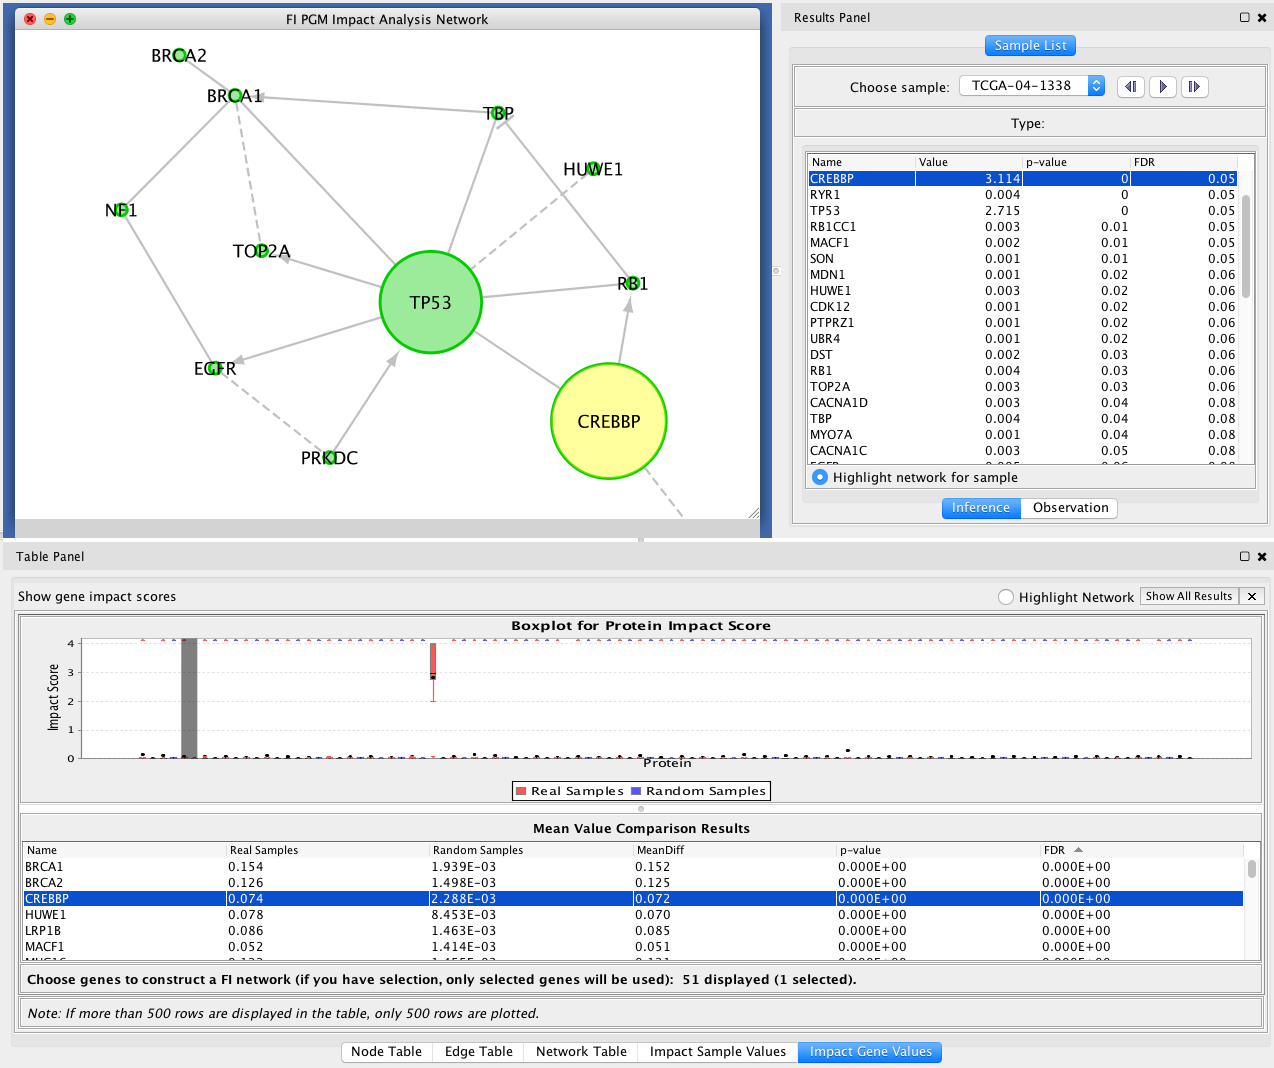 FI PGM Impact Analysis Network
BRCA2
BRCA1
TBP
HUWE1
NF1
TOP2A
RB1
TP53
EGFR
CREBBP
PRKDC
Results Panel
Sample List
Choose sample: TCGA-04-1338
Type:
Name Value p-value FDR
CREBBP 3.114 0 0.05
RYR1 0.004 0 0.05
TP53 2.715 0 0.05
RB1CC1 0.003 0.01 0.05
MACF1 0.002 0.01 0.05
SON 0.001 0.01 0.05
MDN1 0.001 0.02 0.06
HUWE1 0.003 0.02 0.06
CDK12 0.001 0.02 0.06
PTPRZ1 0.001 0.02 0.06
UBR4 0.001 0.02 0.06
DST 0.002 0.03 0.06
RB1 0.004 0.03 0.06
TOP2A 0.003 0.03 0.06
CACNA1D 0.003 0.04 0.08
TBP 0.004 0.04 0.08
MYO7A 0.001 0.04 0.08
CACNA1C 0.003 0.05 0.08
Highlight network for sample
Inference Observation
Table Panel
Show gene impact scores
Highlight Network Show All Results
Boxplot for Protein Impact Score
Impact Score
4
3
2
1
0
Protein
Real Samples Random Samples
Mean Value Comparison Results
Name Real Samples Random Samples MeanDiff p-value FDR
BRCA1 0.154 1.939E-03 0.152 0.000E+00 0.000E+00
BRCA2 0.126 1.498E-03 0.125 0.000E+00 0.000E+00
CREBBP 0.074 2.288E-03 0.072 0.000E+00 0.000E+00
HUWE1 0.078 8.453E-03 0.070 0.000E+00 0.000E+00
LRP1B 0.086 1.463E-03 0.085 0.000E+00 0.000E+00
MACF1 0.052 1.414E-03 0.051 0.000E+00 0.000E+00
Choose genes to construct a FI network (if you have selection, only selected genes will be used): 51 displayed (1 selected).
Note: If more than 500 rows are displayed in the table, only 500 rows are plotted.
Node Table Edge Table Network Table Impact Sample Values Impact Gene Values